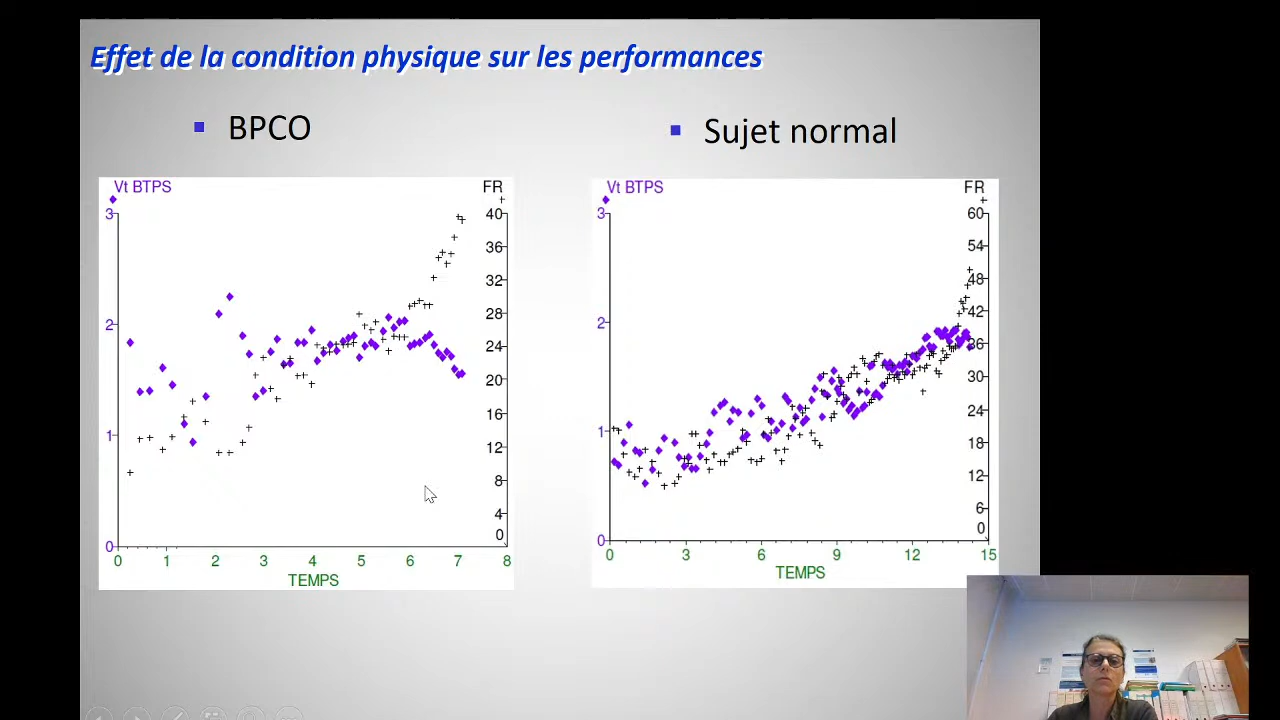 Effet de la condition physique sur les performances
BPCO
Sujet normal
Vt BTPS
FR
3
2
1
0
40
36
32
28
24
20
16
12
8
4
0
0 1 2 3 4 5 6 7 8
TEMPS
Vt BTPS
FR
3
2
1
0
60
54
48
42
36
30
24
18
12
6
0
0 3 6 9 12 15
TEMPS